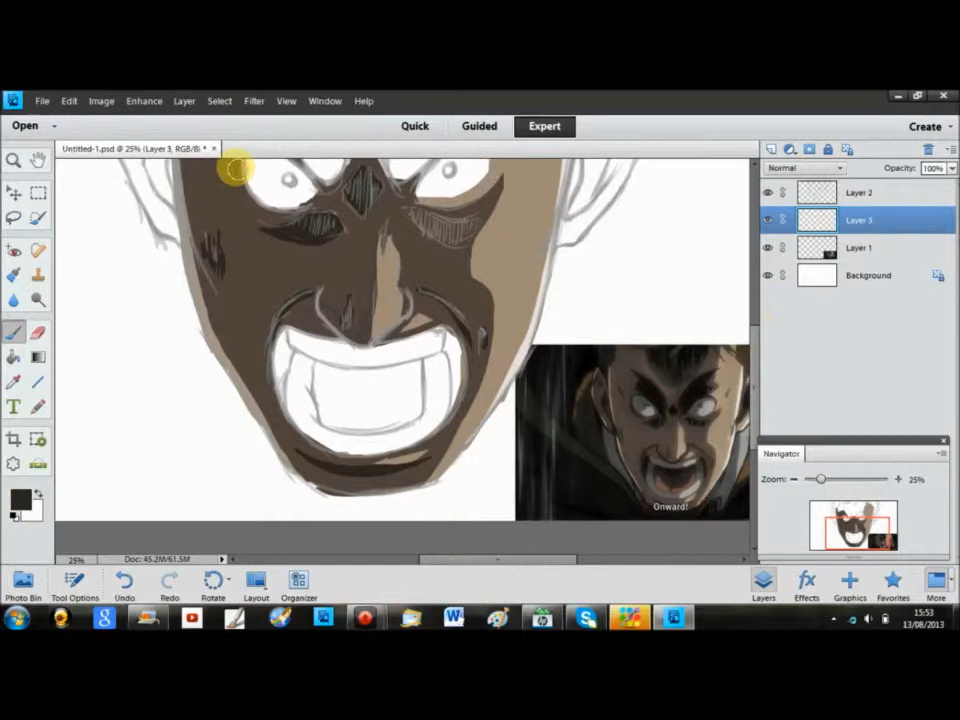 File Edit Image Enhance Layer Select Filter View Window Help
Open Quick Guided Expert Create
Untitled-1.psd @ 25% (Layer 3, RGB/8) * ×
Normal Opacity: 100%
Layer 2
Layer 3
Layer 1
Background
T
Onward!
Navigator
Zoom: 25%
25% Doc: 45.2M/61.5M
Photo Bin Tool Options Undo Redo Rotate Layout Organizer Layers Effects Graphics Favorites More
15:53
13/08/2013